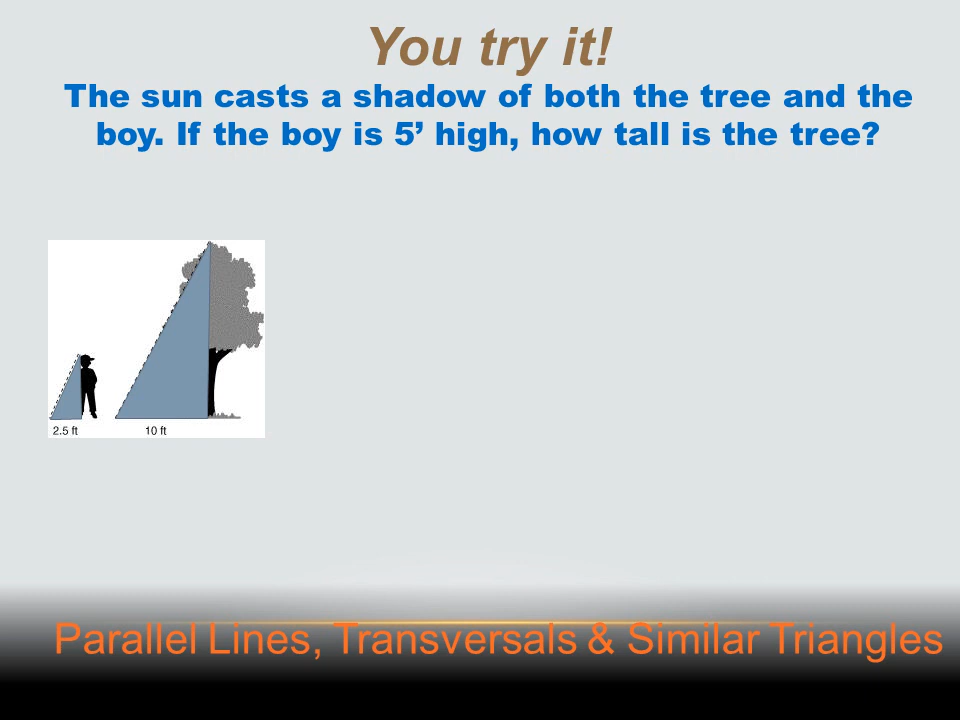 You try it!
The sun casts a shadow of both the tree and the
boy. If the boy is 5’ high, how tall is the tree?
2.5 ft
10 ft
Parallel Lines, Transversals & Similar Triangles